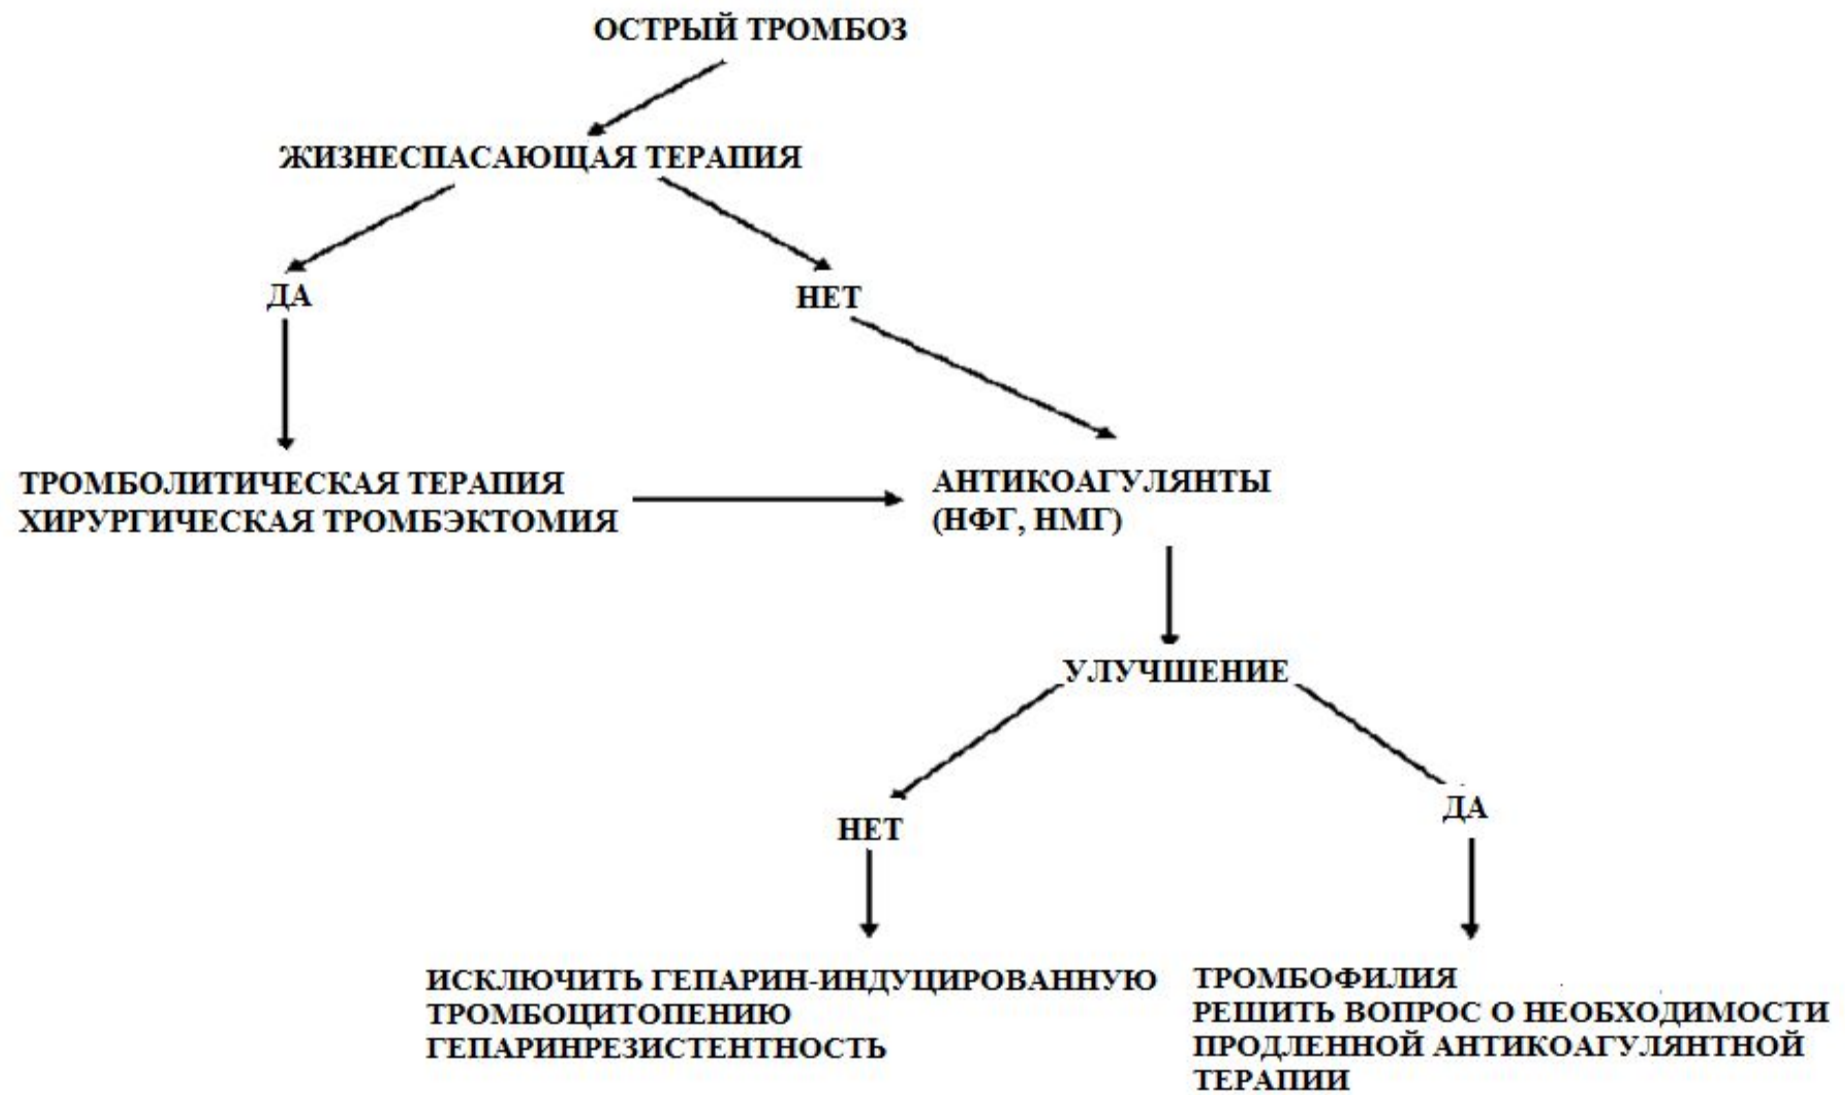 ОСТРЫЙ ТРОМБОЗ
ЖИЗНЕСПАСАЮЩАЯ ТЕРАПИЯ
ДА
НЕТ
ТРОМБОЛИТИЧЕСКАЯ ТЕРАПИЯ
ХИРУРГИЧЕСКАЯ ТРОМБЭКТОМИЯ
АНТИКОАГУЛЯНТЫ
(НФГ, НМГ)
УЛУЧШЕНИЕ
НЕТ
ДА
ИСКЛЮЧИТЬ ГЕПАРИН-ИНДУЦИРОВАННУЮ
ТРОМБОЦИТОПЕНИЮ
ГЕПАРИНРЕЗИСТЕНТНОСТЬ
ТРОМБОФИЛИЯ
РЕШИТЬ ВОПРОС О НЕОБХОДИМОСТИ
ПРОДЛЕННОЙ АНТИКОАГУЛЯНТНОЙ
ТЕРАПИИ